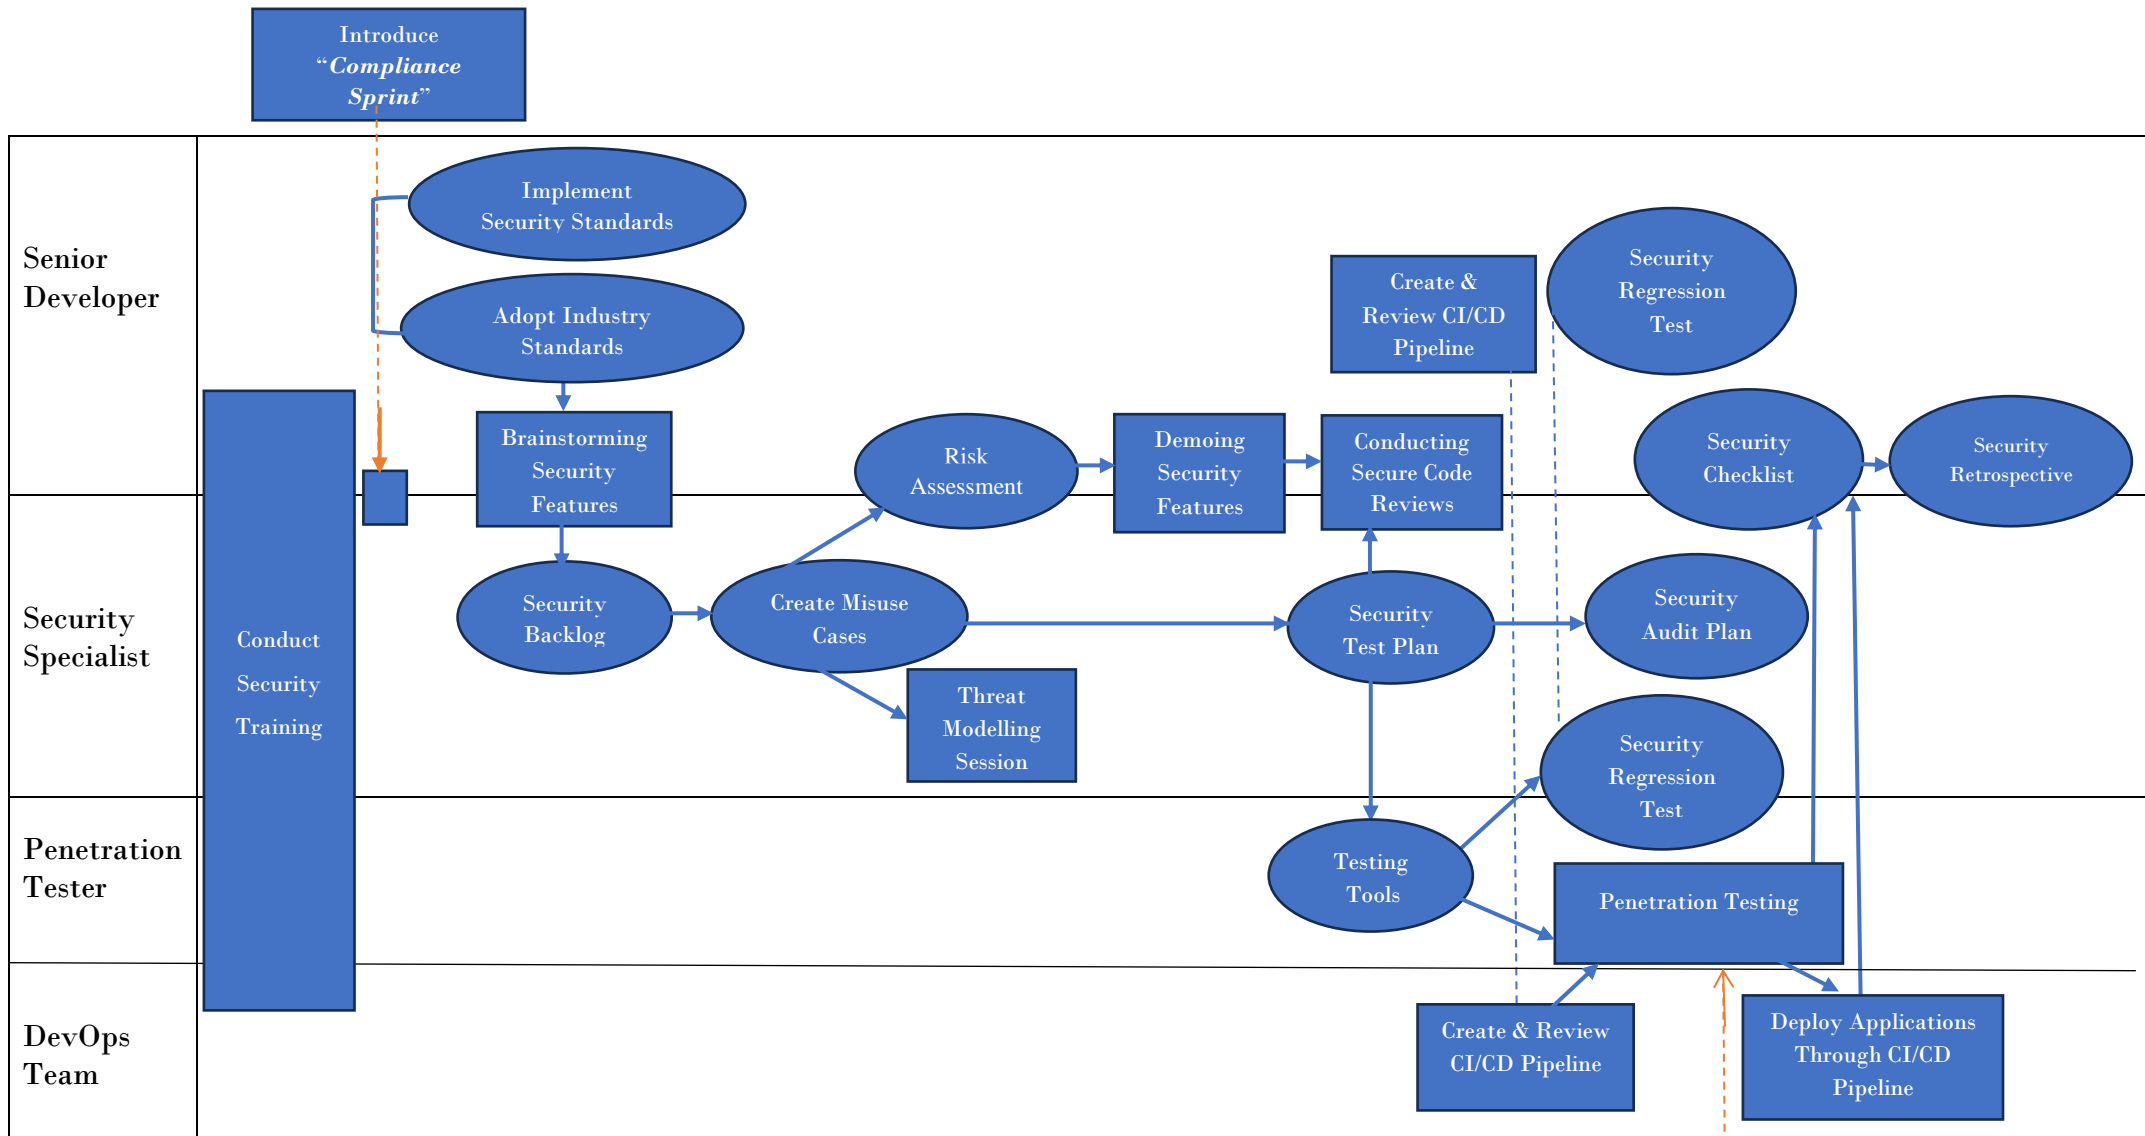 Introduce
“Compliance
Sprint”
Senior
Developer
Implement
Security Standards
Adopt Industry
Standards
Brainstorming
Security
Features
Risk
Assessment
Demoing
Security
Features
Create &
Review CI/CD
Pipeline
Conducting
Secure Code
Reviews
Security
Regression
Test
Security
Checklist
Security
Retrospective
Conduct
Security
Training
Security
Specialist
Security
Backlog
Create Misuse
Cases
Threat
Modelling
Session
Security
Test Plan
Security
Audit Plan
Security
Regression
Test
Penetration
Tester
Testing
Tools
Penetration Testing
DevOps
Team
Create & Review
CI/CD Pipeline
Deploy Applications
Through CI/CD
Pipeline